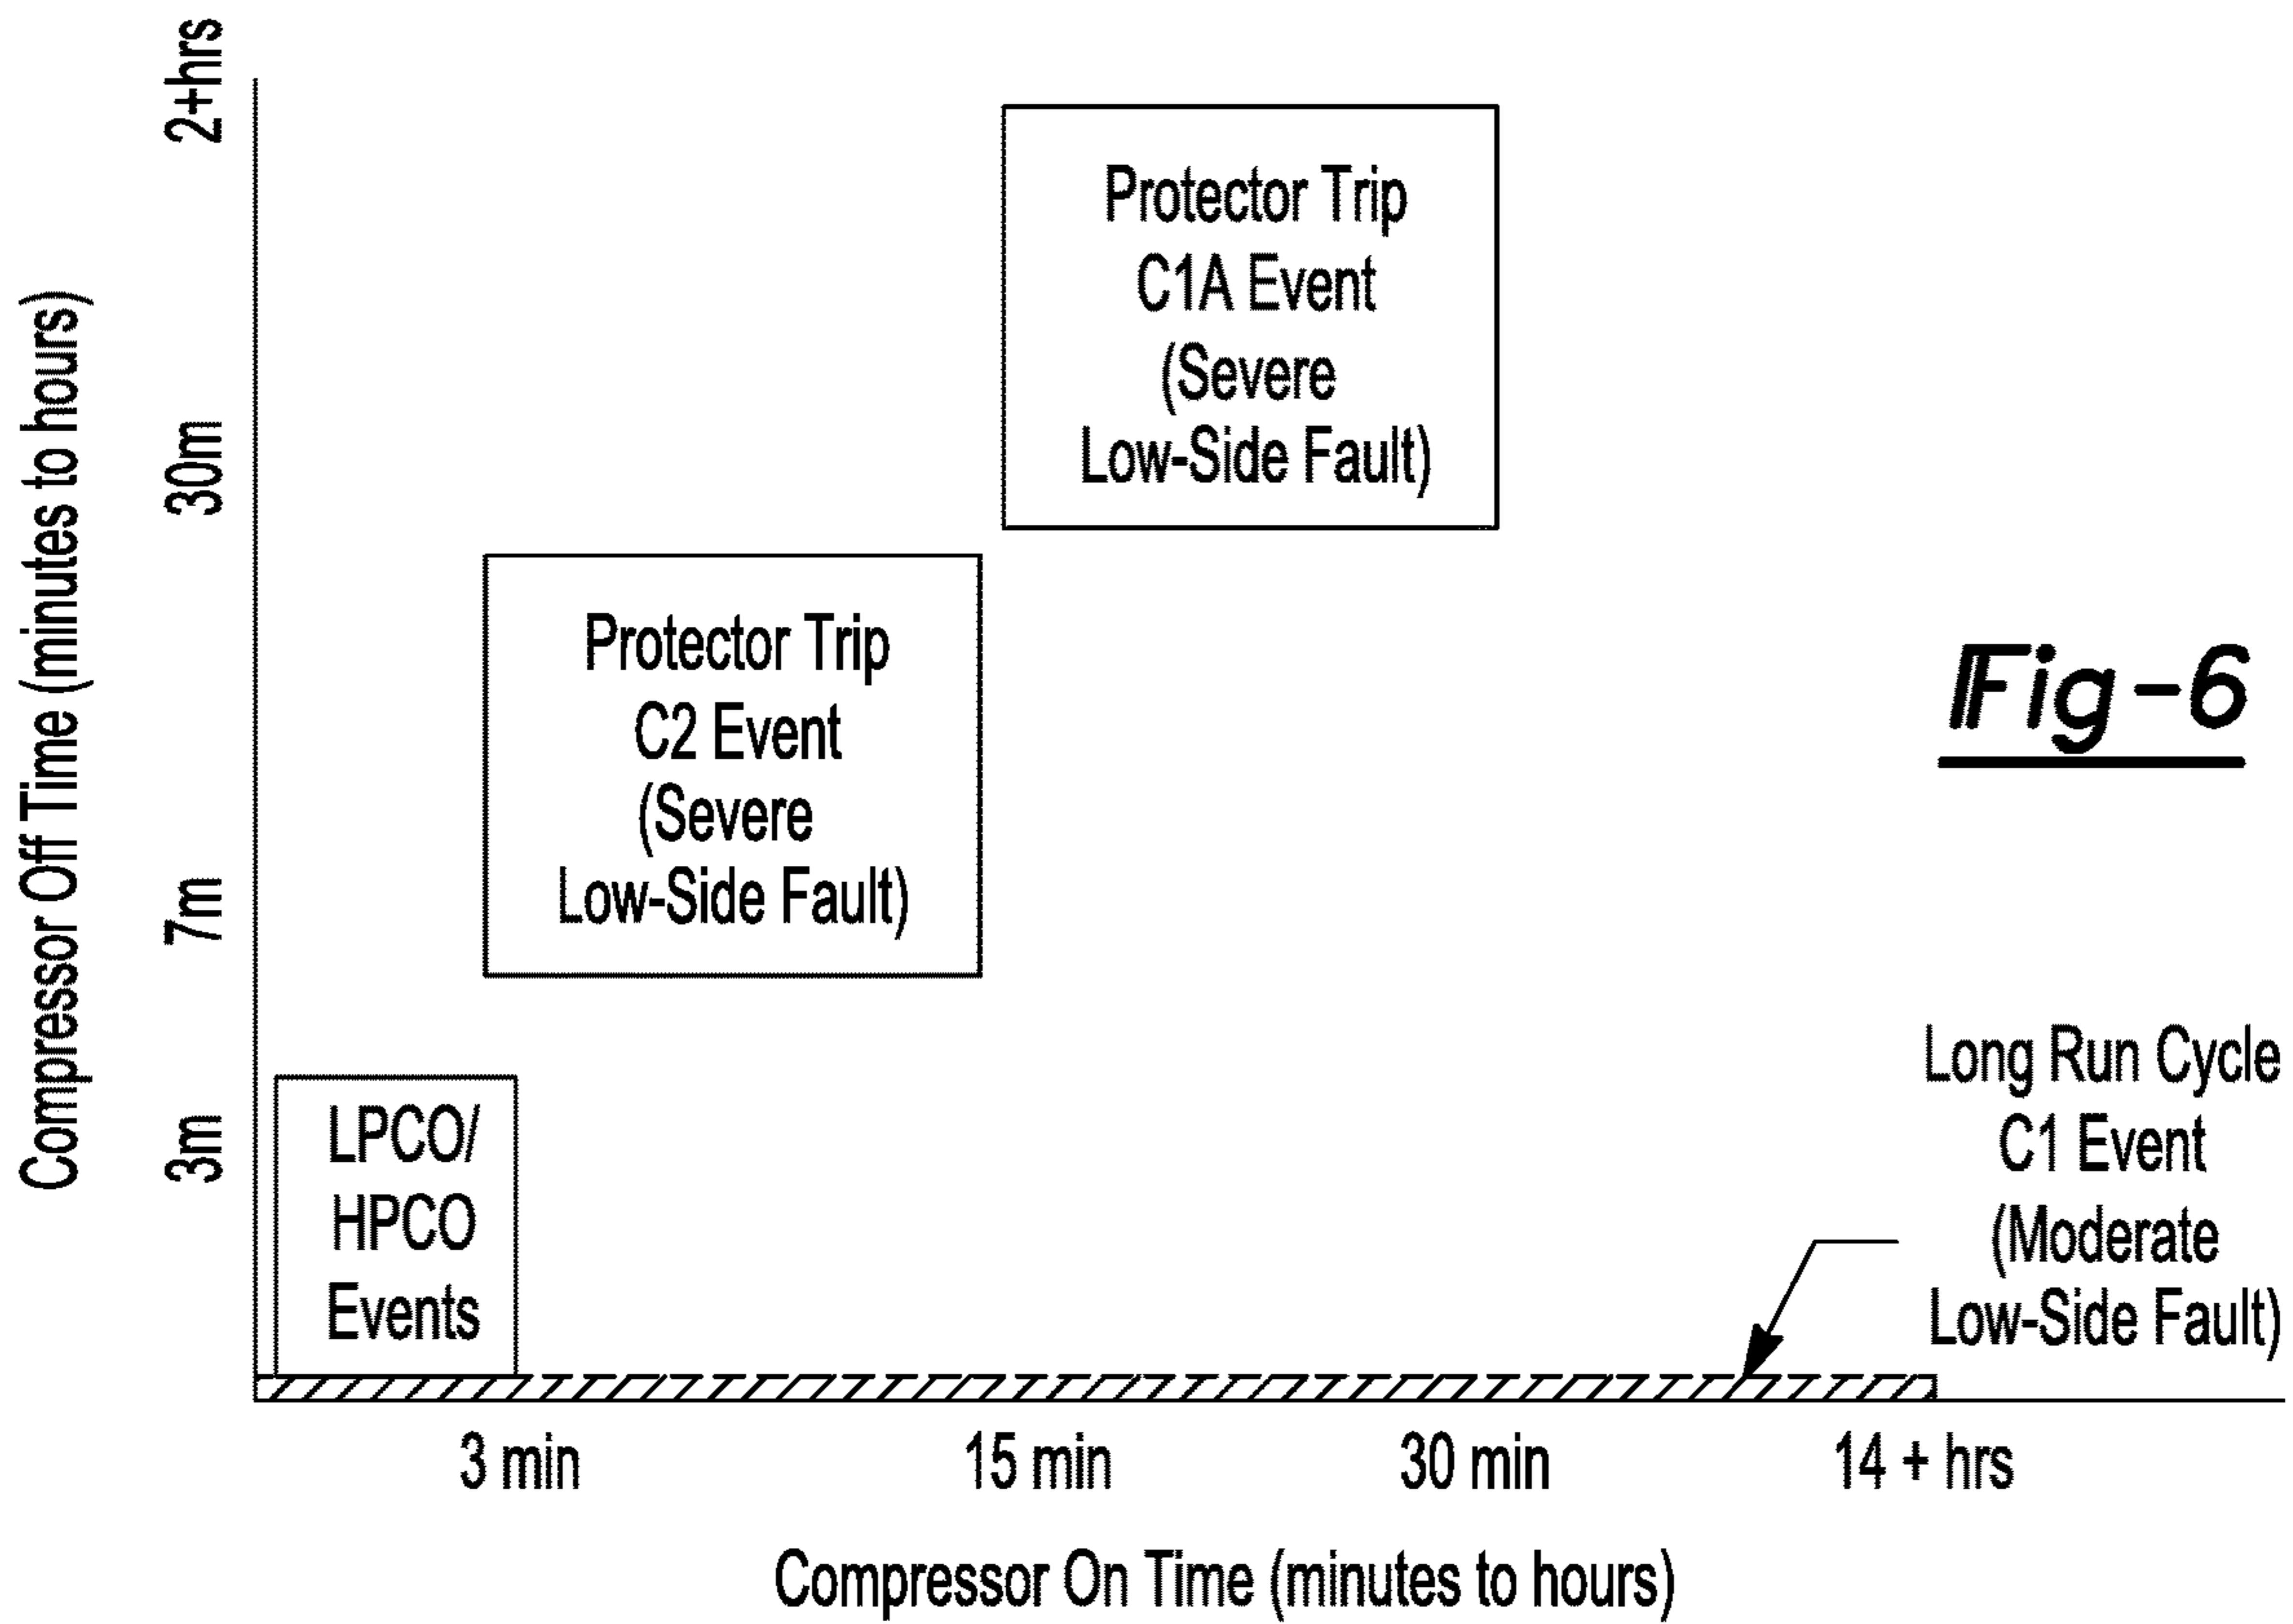 Compressor Off Time (minutes to hours)
2+hrs
30m
7m
3m
Protector Trip
C1A Event
(Severe
Low-Side Fault)
Protector Trip
C2 Event
(Severe
Low-Side Fault)
Fig-6
LPCO/
HPCO
Events
Long Run Cycle
C1 Event
(Moderate
Low-Side Fault)
3 min
15 min
30 min
14 + hrs
Compressor On Time (minutes to hours)